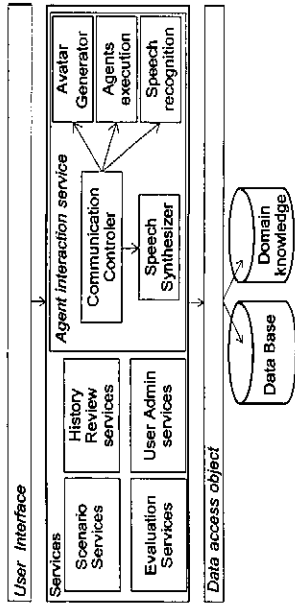 User Interface
Services
Scenario
Services
History
Review
services
Evaluation
Services
User Admin
services
Agent interaction service
Communication
Controler
Speech
Synthesizer
Avatar
Generator
Agents
execution
Speech
recognition
Data access object
Data Base
Domain
knowledge